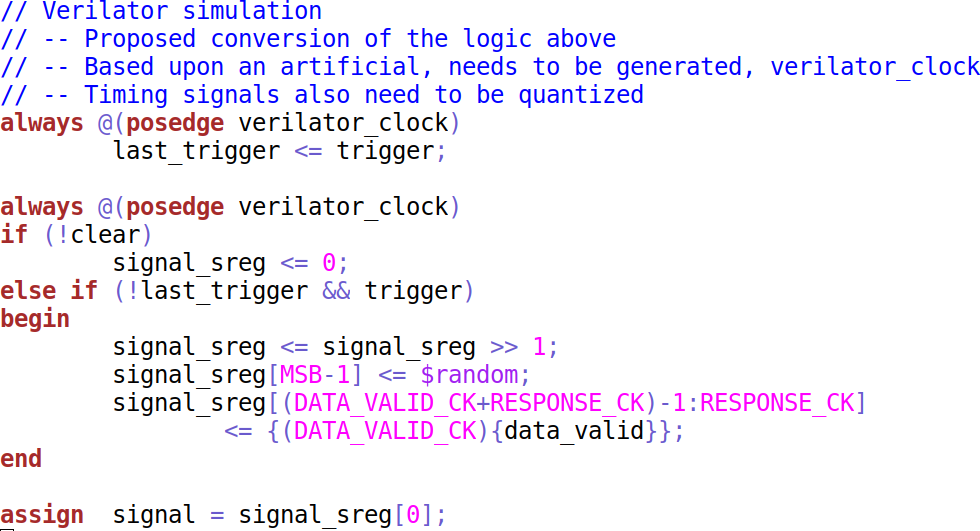 // Verilator simulation
// -- Proposed conversion of the logic above
// -- Based upon an artificial, needs to be generated, verilator_clock
// -- Timing signals also need to be quantized
always @(posedge verilator_clock)
        last_trigger <= trigger;

always @(posedge verilator_clock)
if (!clear)
        signal_sreg <= 0;
else if (!last_trigger && trigger)
begin
        signal_sreg <= signal_sreg >> 1;
        signal_sreg[MSB-1] <= $random;
        signal_sreg[(DATA_VALID_CK+RESPONSE_CK)-1:RESPONSE_CK]
                <= {(DATA_VALID_CK){data_valid}};
end

assign  signal = signal_sreg[0];